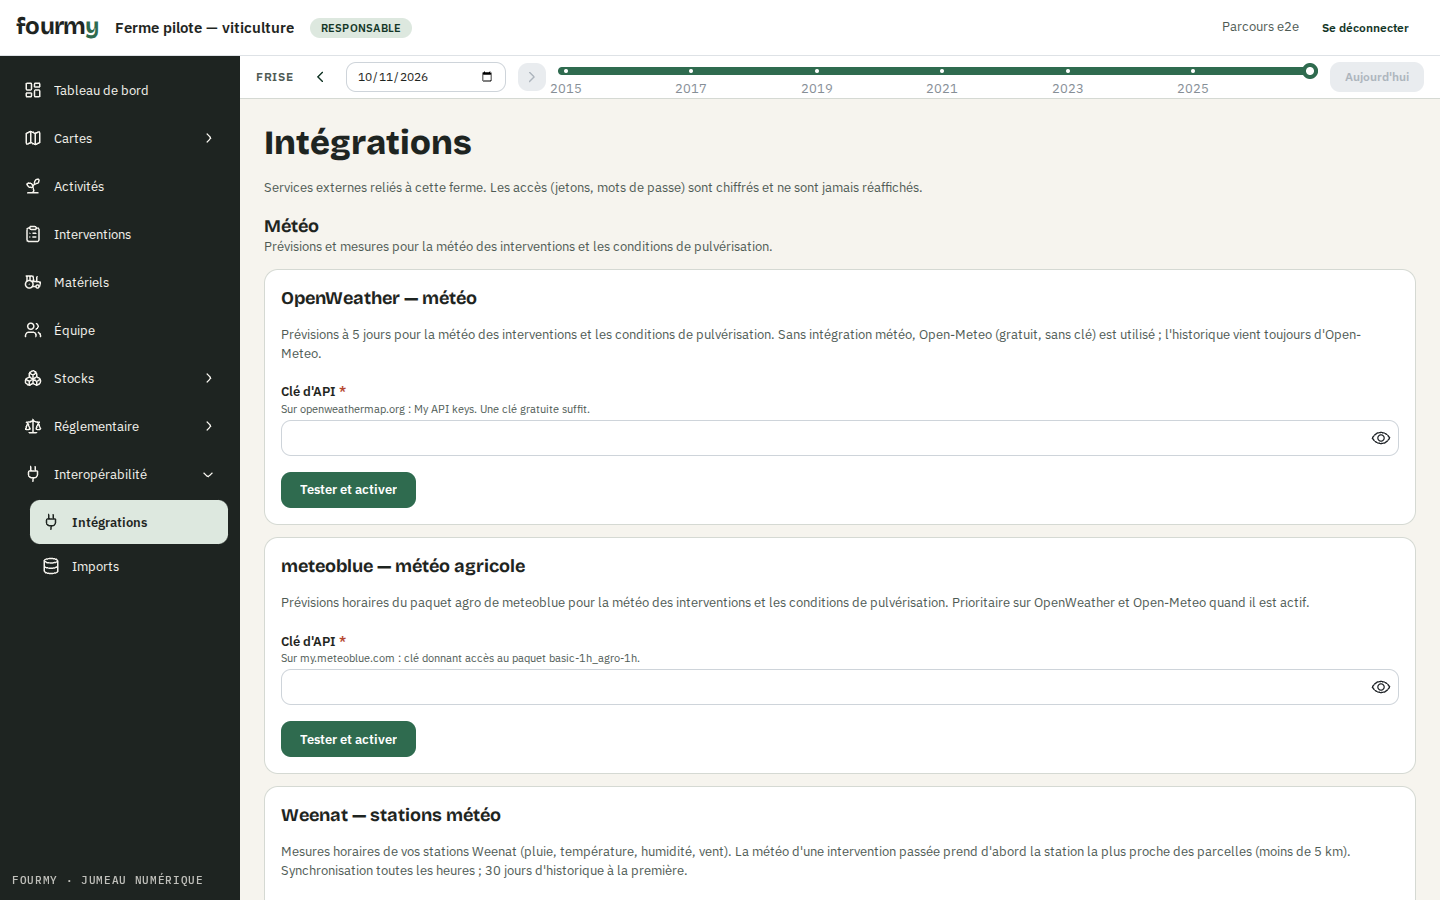 fourmy
Ferme pilote — viticulture
RESPONSABLE
Parcours e2e
Se déconnecter
FRISE
10/11/2026
2015
2017
2019
2021
2023
2025
Aujourd'hui
Tableau de bord
Cartes
Activités
Interventions
Matériels
Équipe
Stocks
Réglementaire
Interopérabilité
Intégrations
Imports
FOURMY · JUMEAU NUMÉRIQUE
Intégrations
Services externes reliés à cette ferme. Les accès (jetons, mots de passe) sont chiffrés et ne sont jamais réaffichés.
Météo
Prévisions et mesures pour la météo des interventions et les conditions de pulvérisation.
OpenWeather — météo
Prévisions à 5 jours pour la météo des interventions et les conditions de pulvérisation. Sans intégration météo, Open-Meteo (gratuit, sans clé) est utilisé ; l'historique vient toujours d'Open-
Meteo.
Clé d'API *
Sur openweathermap.org : My API keys. Une clé gratuite suffit.
Tester et activer
meteoblue — météo agricole
Prévisions horaires du paquet agro de meteoblue pour la météo des interventions et les conditions de pulvérisation. Prioritaire sur OpenWeather et Open-Meteo quand il est actif.
Clé d'API *
Sur my.meteoblue.com : clé donnant accès au paquet basic-1h_agro-1h.
Tester et activer
Weenat — stations météo
Mesures horaires de vos stations Weenat (pluie, température, humidité, vent). La météo d'une intervention passée prend d'abord la station la plus proche des parcelles (moins de 5 km).
Synchronisation toutes les heures ; 30 jours d'historique à la première.